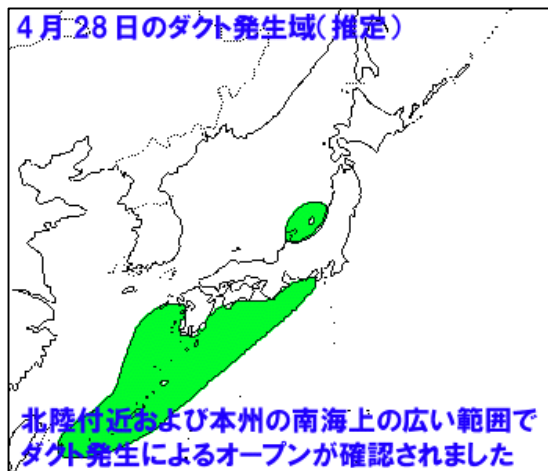 4月28日のダクト発生域(推定)
北陸付近および本州の南海上の広い範囲で
ダクト発生によるオープンが確認されました